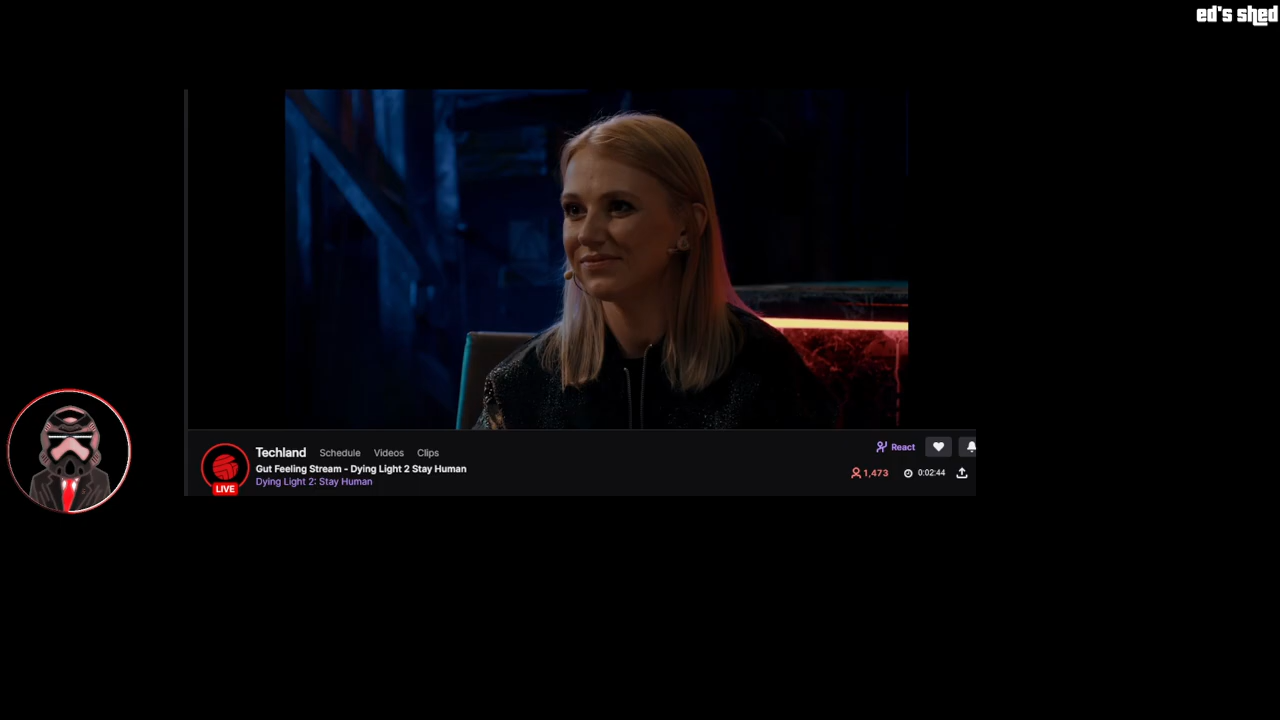 ed's shed
Techland Schedule Videos Clips
React
Gut Feeling Stream - Dying Light 2 Stay Human
1,473 0:02:44
Dying Light 2: Stay Human
LIVE